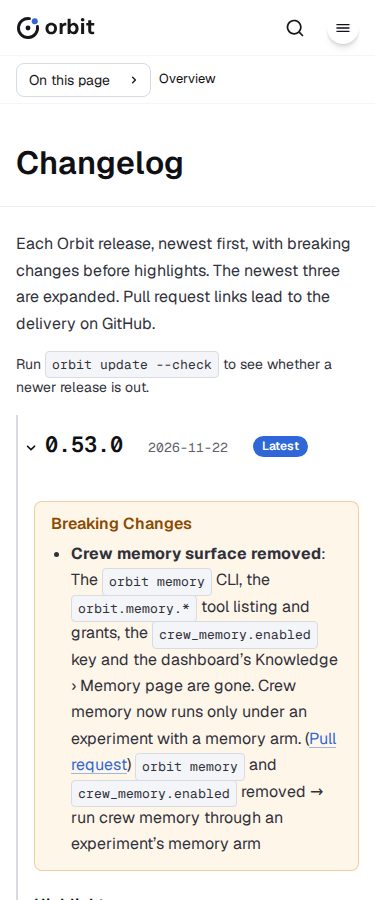 orbit
On this page
Overview
Changelog
Each Orbit release, newest first, with breaking
changes before highlights. The newest three
are expanded. Pull request links lead to the
delivery on GitHub.
Run orbit update --check to see whether a
newer release is out.
0.53.0 2026-11-22 Latest
Breaking Changes
• Crew memory surface removed:
The orbit memory CLI, the
orbit.memory.* tool listing and
grants, the crew_memory.enabled
key and the dashboard’s Knowledge
› Memory page are gone. Crew
memory now runs only under an
experiment with a memory arm. (Pull
request) orbit memory and
crew_memory.enabled removed →
run crew memory through an
experiment’s memory arm